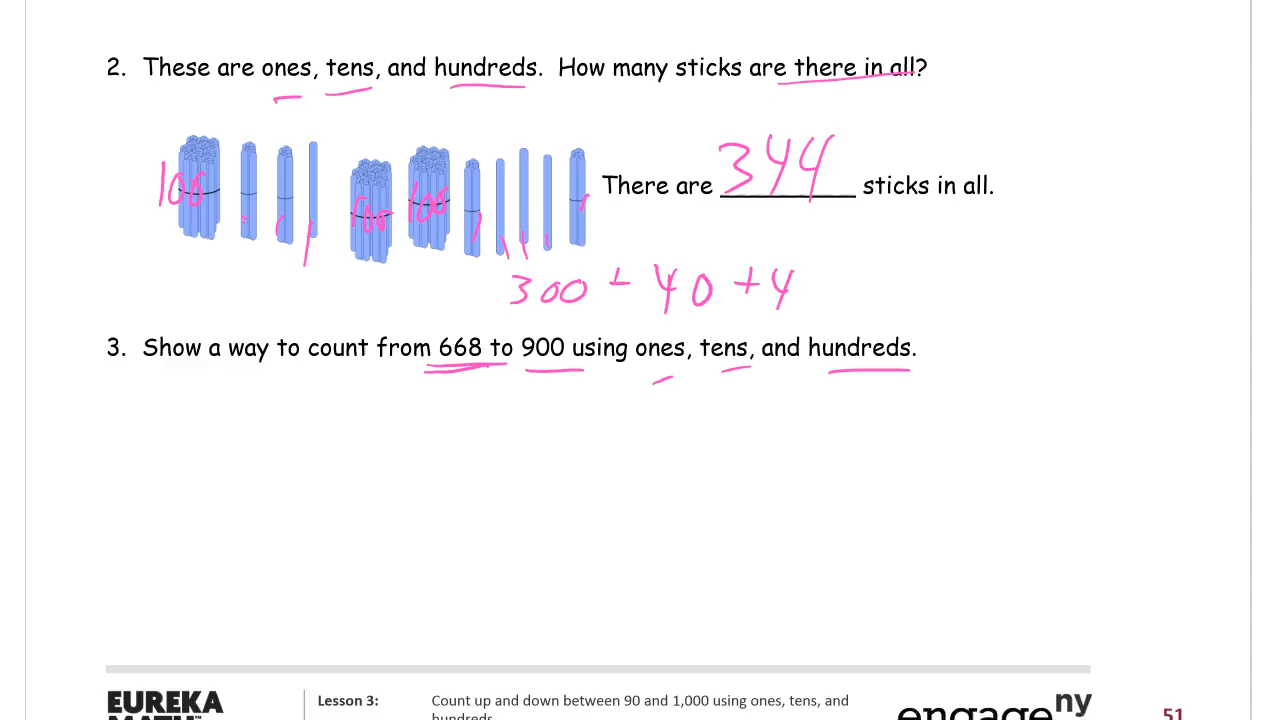 2. These are ones, tens, and hundreds. How many sticks are there in all?
100
100
100
There are 344 sticks in all.
300 + 40 + 4
3. Show a way to count from 668 to 900 using ones, tens, and hundreds.
EUREKA
MATH™
Lesson 3:
Count up and down between 90 and 1,000 using ones, tens, and
hundreds
engage ny
51